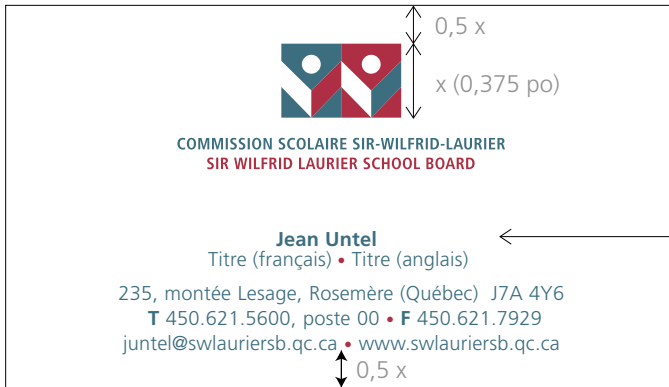 0,5 x
x (0,375 po)
COMMISSION SCOLAIRE SIR-WILFRID-LAURIER
SIR WILFRID LAURIER SCHOOL BOARD
Jean Untel
Titre (français) • Titre (anglais)
235, montée Lesage, Rosemère (Québec) J7A 4Y6
T 450.621.5600, poste 00 • F 450.621.7929
juntel@swlauriersb.qc.ca • www.swlauriersb.qc.ca
0,5 x